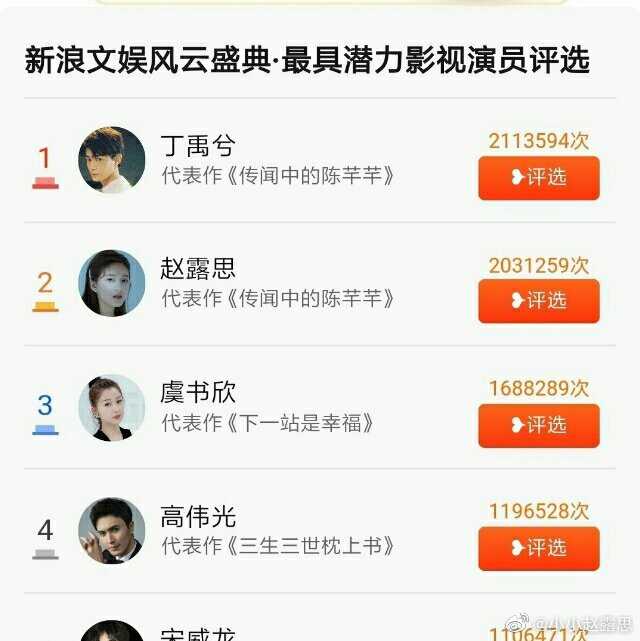 新浪文娱风云盛典·最具潜力影视演员评选
1
丁禹兮
代表作《传闻中的陈芊芊》
2113594次
评选
2
赵露思
代表作《传闻中的陈芊芊》
2031259次
评选
3
虞书欣
代表作《下一站是幸福》
1688289次
评选
4
高伟光
代表作《三生三世枕上书》
1196528次
评选
宋威龙
1106471次